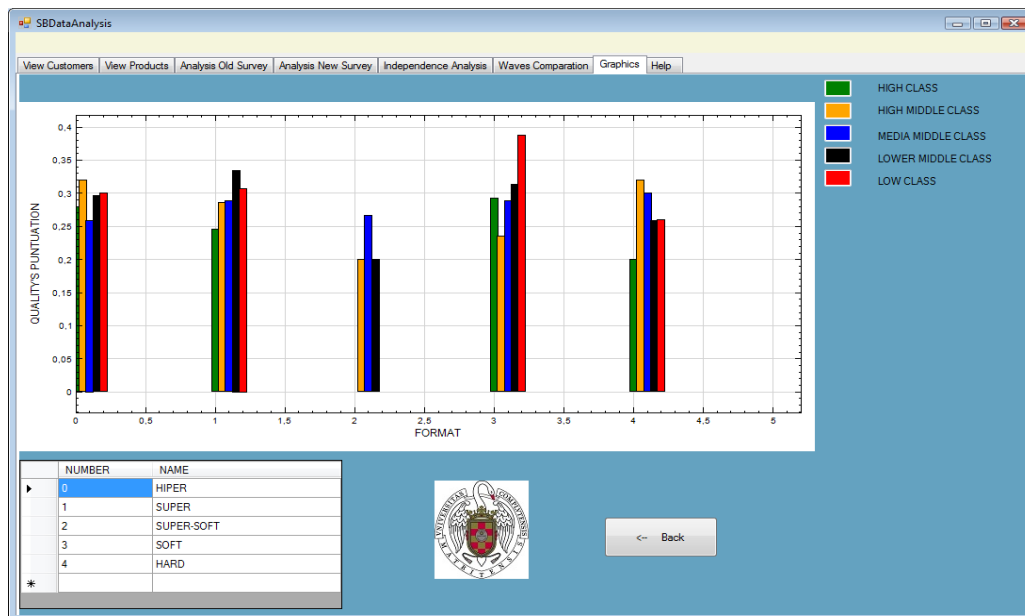 SBDataAnalysis
View Customers View Products Analysis Old Survey Analysis New Survey Independence Analysis Waves Comparation Graphics Help
HIGH CLASS
HIGH MIDDLE CLASS
MEDIA MIDDLE CLASS
LOWER MIDDLE CLASS
LOW CLASS
QUALITY'S PUNTUATION
0,4
0,35
0,3
0,25
0,2
0,15
0,1
0,05
0
0 0,5 1 1,5 2 2,5 3 3,5 4 4,5 5
FORMAT
NUMBER NAME
0 HIPER
1 SUPER
2 SUPER-SOFT
3 SOFT
4 HARD
UNIVERSITAS COMPLUTENSIS
MATRITENSIS
<-- Back